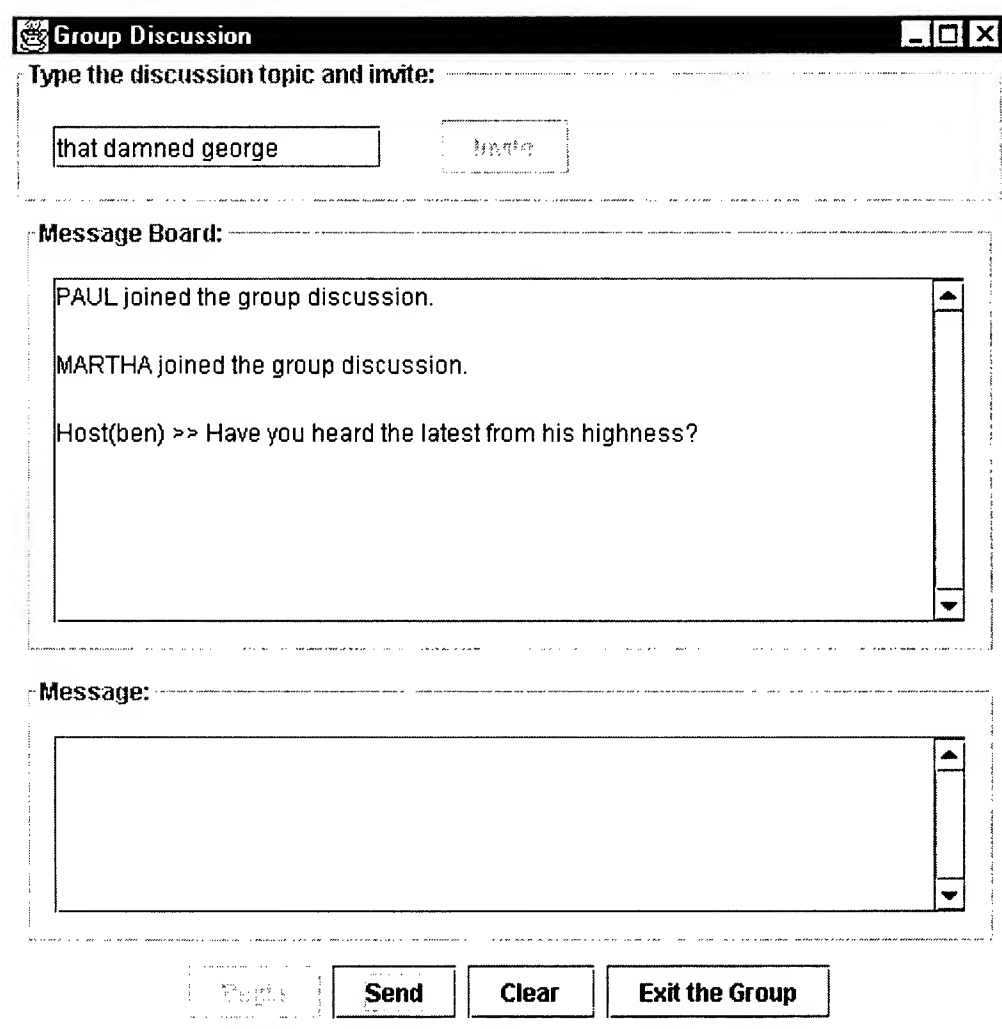 Group Discussion
Type the discussion topic and invite:
that damned george
Invite
Message Board:
PAUL joined the group discussion.
MARTHA joined the group discussion.
Host(ben) >> Have you heard the latest from his highness?
Message:
Send Clear Exit the Group